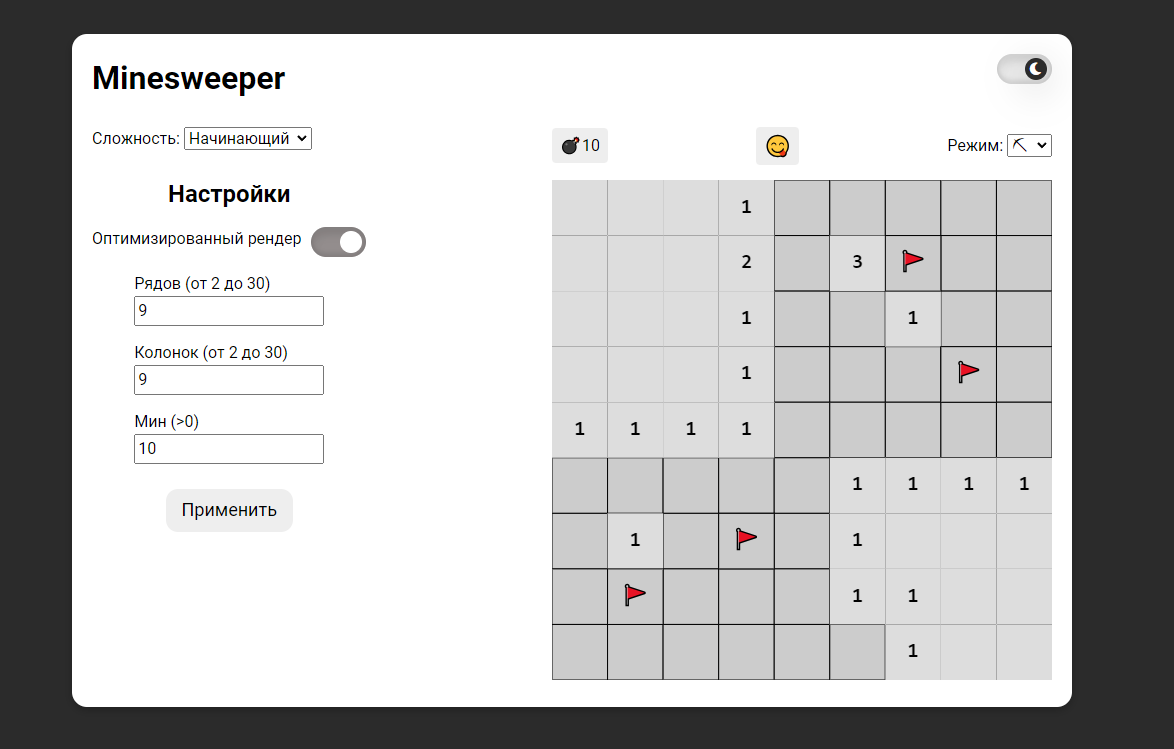 Minesweeper
Сложность: Начинающий
10
Режим:
Настройки
Оптимизированный рендер
Рядов (от 2 до 30)
9
Колонок (от 2 до 30)
9
Мин (>0)
10
Применить
1
2 3
1 1
1
1 1 1 1
1 1 1 1
1 1
1 1
1